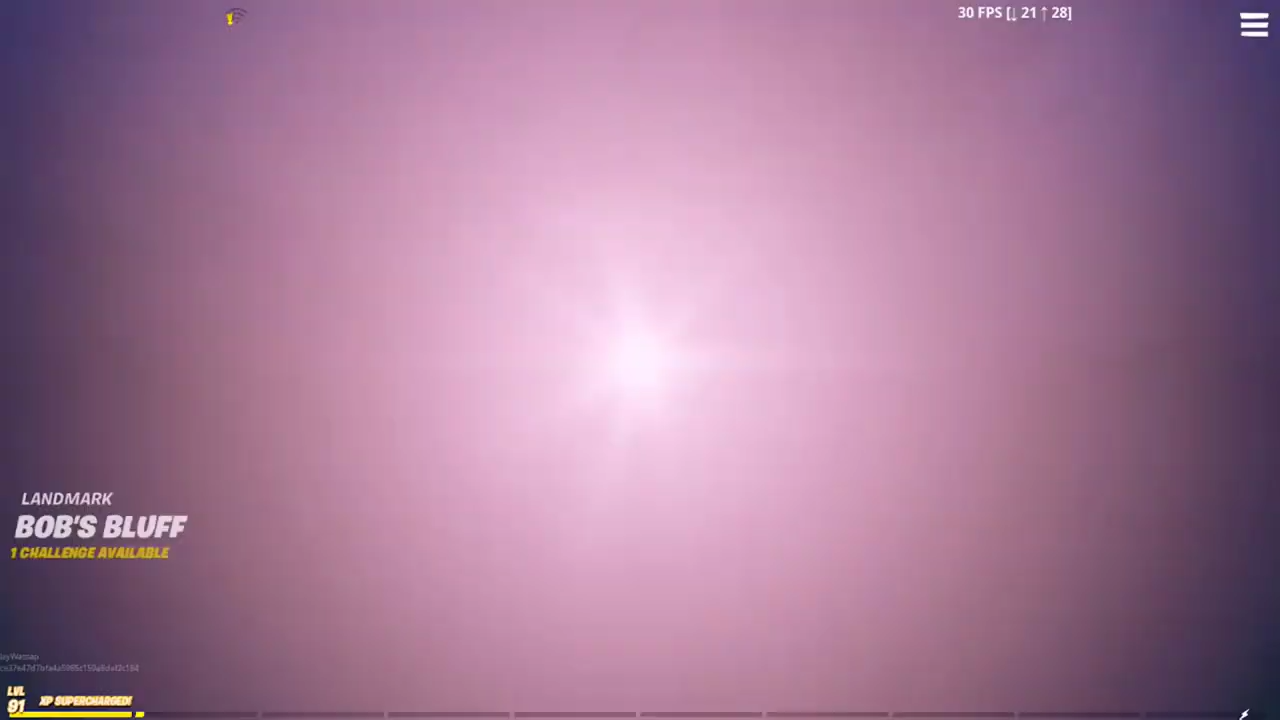 30 FPS [↓ 21 ↑ 28]
LANDMARK
BOB'S BLUFF
1 CHALLENGE AVAILABLE
LVL
91
XP SUPERCHARGED!